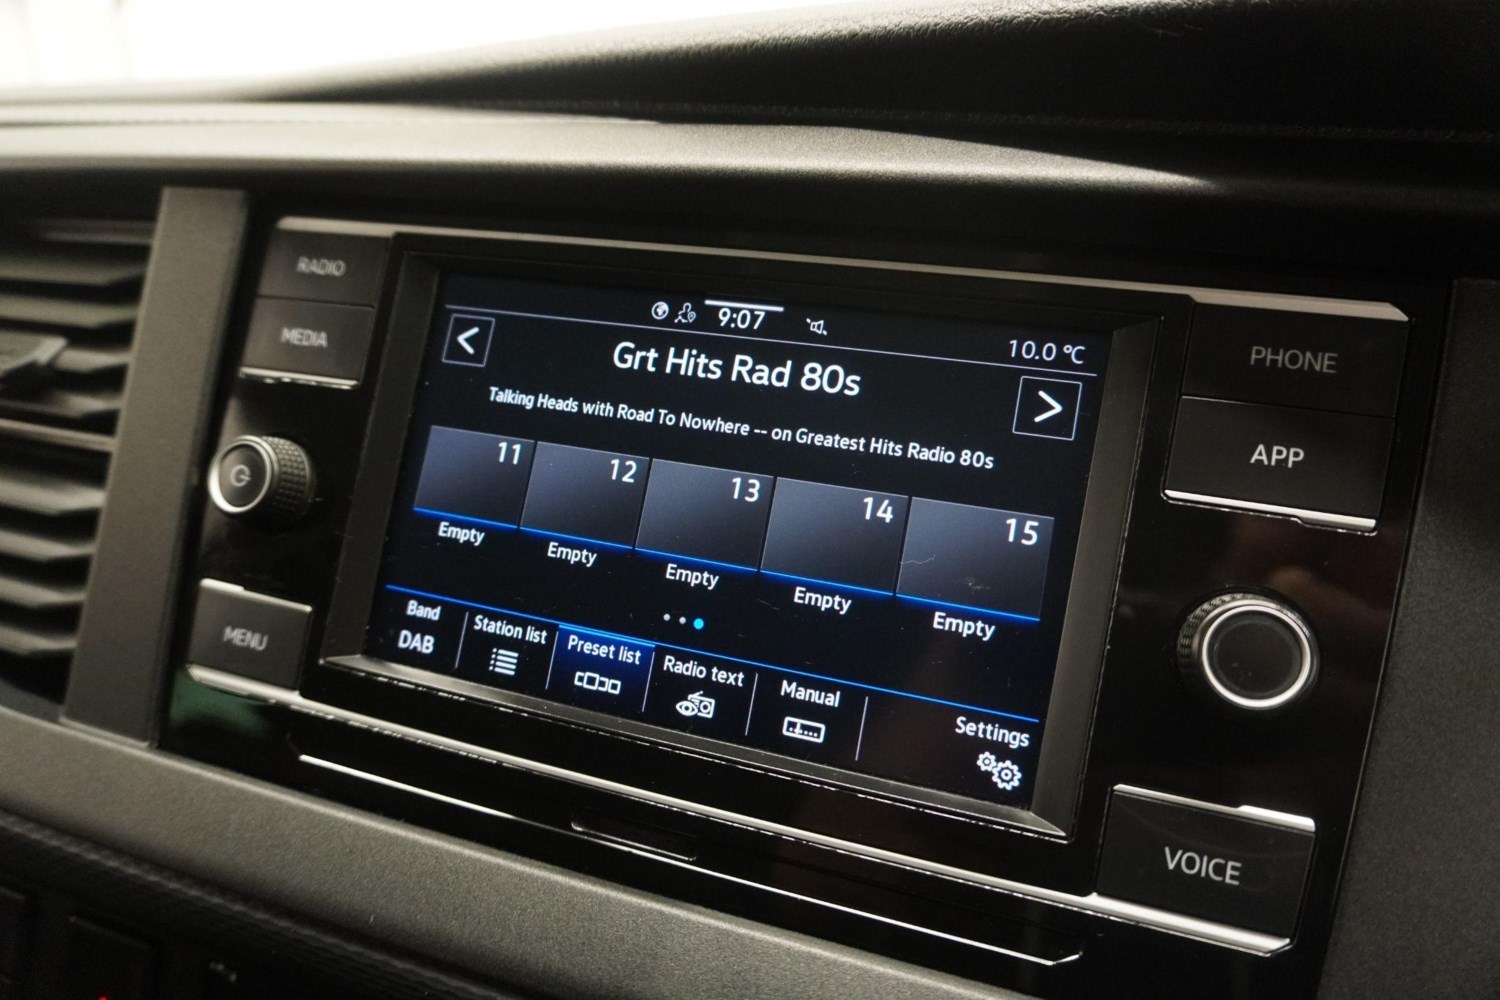 RADIO
MEDIA
MENU
9:07
10.0 °C
<
Grt Hits Rad 80s
>
Talking Heads with Road To Nowhere -- on Greatest Hits Radio 80s
11 12 13 14 15
Empty Empty Empty Empty Empty
Band Station list Preset list Radio text Manual Settings
DAB
PHONE
APP
VOICE